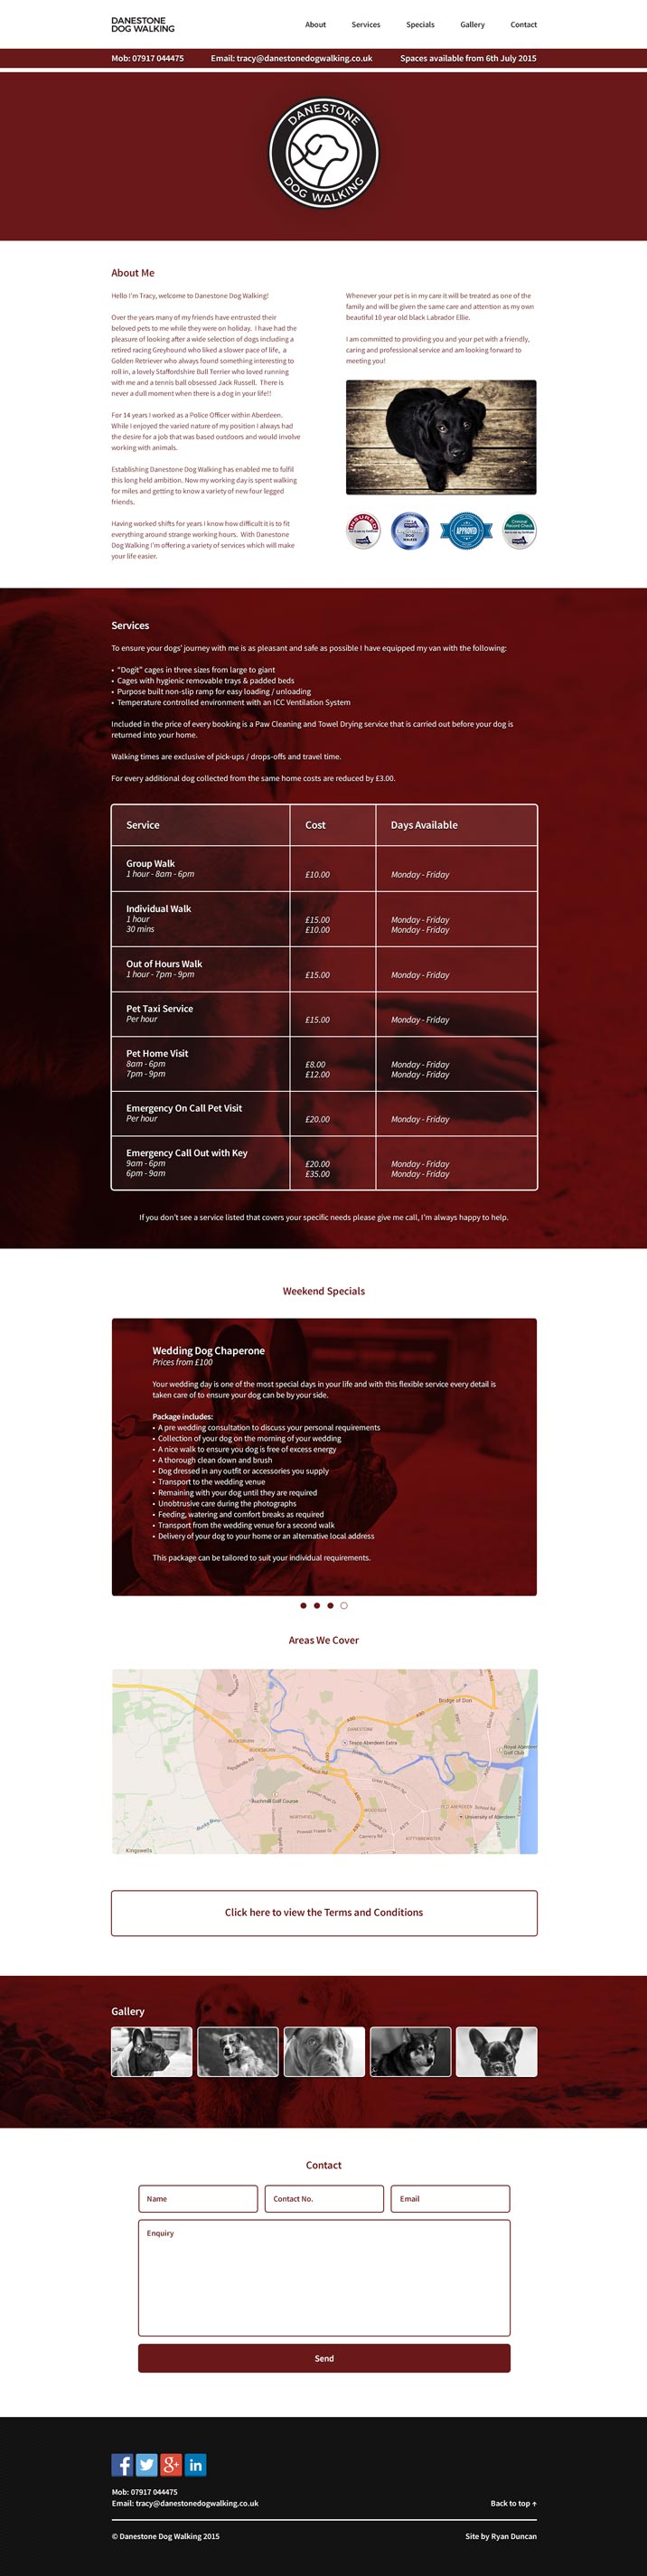 DANESTONE
DOG WALKING
About
Services
Specials
Gallery
Contact
Mob: 07917 044475
Email: tracy@danestonedogwalking.co.uk
Spaces available from 6th July 2015
DANESTONE
DOG WALKING
About Me
Hello I'm Tracy, welcome to Danestone Dog Walking!
Over the years many of my friends have entrusted their
beloved pets to me while they were on holiday. I have had the
pleasure of looking after a wide selection of dogs including a
retired racing Greyhound who liked a slower pace of life, a
Golden Retriever who always found something interesting to
roll in, a lovely Staffordshire Bull Terrier who loved running
with me and a tennis ball obsessed Jack Russell. There is
never a dull moment when there is a dog in your life!!
For 14 years I worked as a Police Officer within Aberdeen.
While I enjoyed the varied nature of my position I always had
the desire for a job that was based outdoors and would involve
working with animals.
Establishing Danestone Dog Walking has enabled me to fulfil
this long held ambition. Now my working day is spent walking
for miles and getting to know a variety of new four legged
friends.
Having worked shifts for years I know how difficult it is to fit
everything around strange working hours. With Danestone
Dog Walking I'm offering a variety of services which will make
your life easier.
Whenever your pet is in my care it will be treated as one of the
family and will be given the same care and attention as my own
beautiful 10 year old black Labrador Ellie.
I am committed to providing you and your pet with a friendly,
caring and professional service and am looking forward to
meeting you!
INSURED
DOG
WALKER
APPROVED
Criminal
Record Check
Services
To ensure your dogs' journey with me is as pleasant and safe as possible I have equipped my van with the following:
• "Dogit" cages in three sizes from large to giant
• Cages with hygienic removable trays & padded beds
• Purpose built non-slip ramp for easy loading / unloading
• Temperature controlled environment with an ICC Ventilation System
Included in the price of every booking is a Paw Cleaning and Towel Drying service that is carried out before your dog is
returned into your home.
Walking times are exclusive of pick-ups / drops-offs and travel time.
For every additional dog collected from the same home costs are reduced by £3.00.
Service Cost Days Available
Group Walk
1 hour - 8am - 6pm £10.00 Monday - Friday
Individual Walk
1 hour £15.00 Monday - Friday
30 mins £10.00 Monday - Friday
Out of Hours Walk
1 hour - 7pm - 9pm £15.00 Monday - Friday
Pet Taxi Service
Per hour £15.00 Monday - Friday
Pet Home Visit
8am - 6pm £8.00 Monday - Friday
7pm - 9pm £12.00 Monday - Friday
Emergency On Call Pet Visit
Per hour £20.00 Monday - Friday
Emergency Call Out with Key
9am - 6pm £20.00 Monday - Friday
6pm - 9am £35.00 Monday - Friday
If you don't see a service listed that covers your specific needs please give me call, I'm always happy to help.
Weekend Specials
Wedding Dog Chaperone
Prices from £100
Your wedding day is one of the most special days in your life and with this flexible service every detail is
taken care of to ensure your dog can be by your side.
Package includes:
• A pre wedding consultation to discuss your personal requirements
• Collection of your dog on the morning of your wedding
• A nice walk to ensure you dog is free of excess energy
• A thorough clean down and brush
• Dog dressed in any outfit or accessories you supply
• Transport to the wedding venue
• Remaining with your dog until they are required
• Unobtrusive care during the photographs
• Feeding, watering and comfort breaks as required
• Transport from the wedding venue for a second walk
• Delivery of your dog to your home or an alternative local address
This package can be tailored to suit your individual requirements.
Areas We Cover
Bridge of Don
DANESTONE
Tesco Aberdeen Extra
BUCKSBURN
BUCKSBURN
Royal Aberdeen
Golf Club
Auchmill Golf Course
Great Northern Rd
WOODSIDE
NORTHFIELD
OLD ABERDEEN
School Rd
University of Aberdeen
Provost Fraser Dr
Cairncry Rd
KITTYBREWSTER
Kingswells
Click here to view the Terms and Conditions
Gallery
Contact
Name
Contact No.
Email
Enquiry
Send
Mob: 07917 044475
Email: tracy@danestonedogwalking.co.uk
Back to top ↑
© Danestone Dog Walking 2015
Site by Ryan Duncan